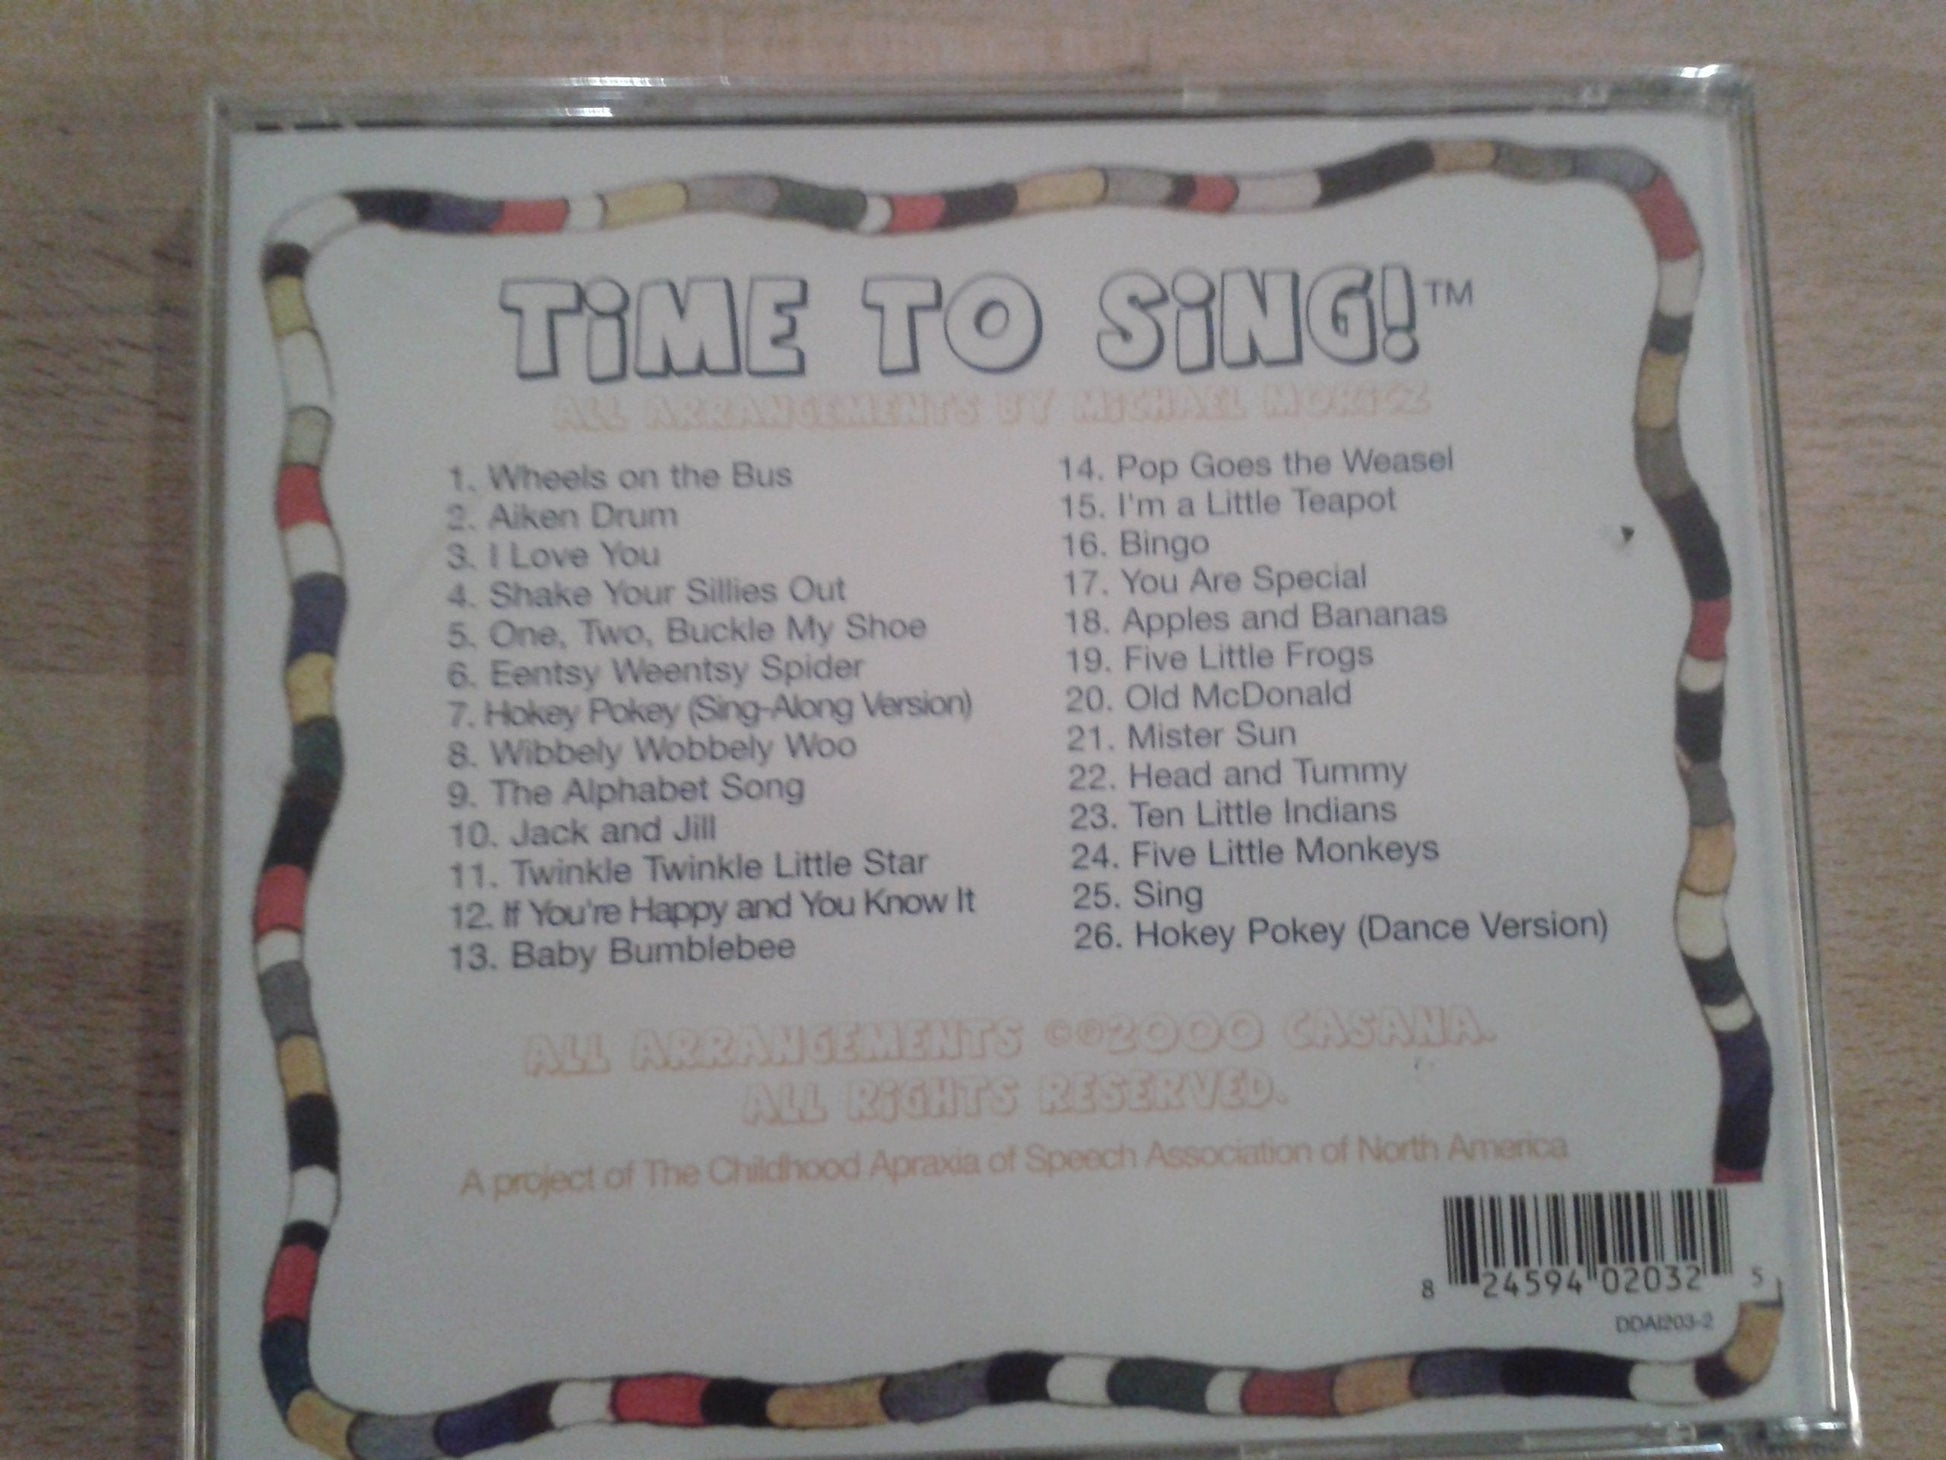 TiME TO SiNG!™
ALL ARRANGEMENTS BY MiCHAEL MOKiCZ
1. Wheels on the Bus
2. Aiken Drum
3. I Love You
4. Shake Your Sillies Out
5. One, Two, Buckle My Shoe
6. Eentsy Weentsy Spider
7. Hokey Pokey (Sing-Along Version)
8. Wibbely Wobbely Woo
9. The Alphabet Song
10. Jack and Jill
11. Twinkle Twinkle Little Star
12. If You're Happy and You Know It
13. Baby Bumblebee
14. Pop Goes the Weasel
15. I'm a Little Teapot
16. Bingo
17. You Are Special
18. Apples and Bananas
19. Five Little Frogs
20. Old McDonald
21. Mister Sun
22. Head and Tummy
23. Ten Little Indians
24. Five Little Monkeys
25. Sing
26. Hokey Pokey (Dance Version)
ALL ARRANGEMENTS ©℗2000 CASANA.
ALL RiGHTS RESERVED.
A project of The Childhood Apraxia of Speech Association of North America
8 24594 02032 5
DDAI203-2